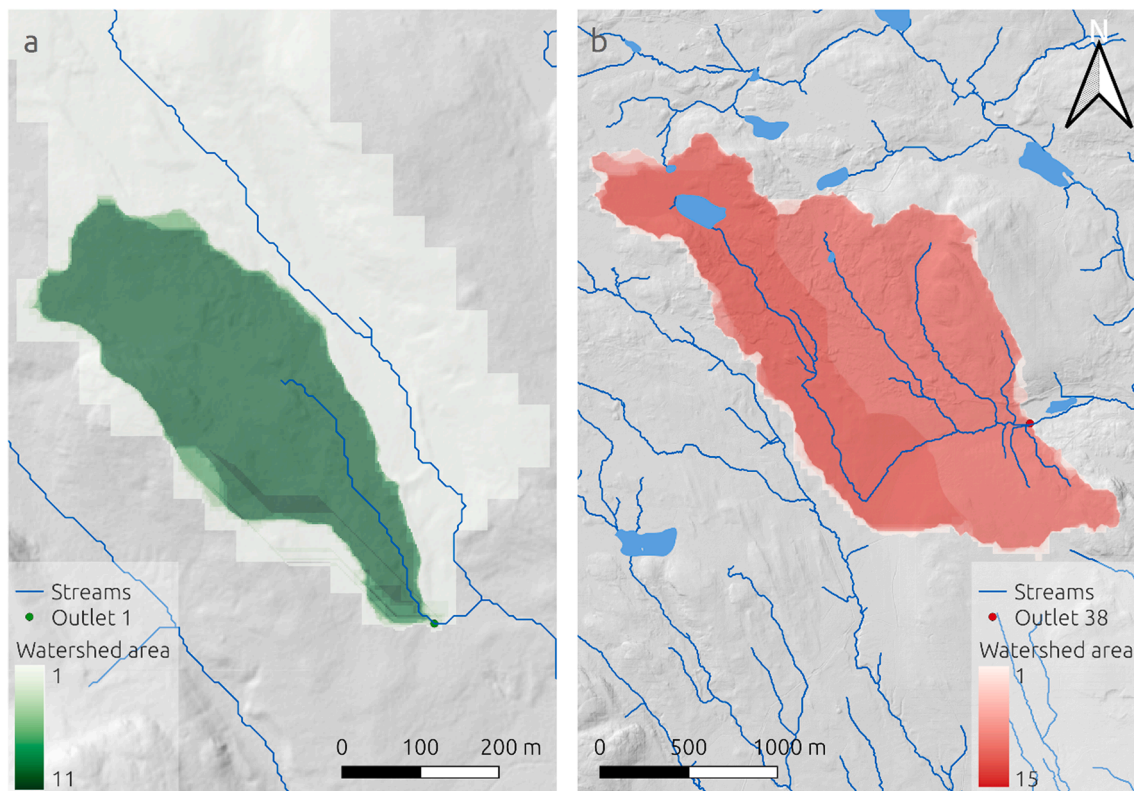 a
Streams
Outlet 1
Watershed area
1
11
0 100 200 m
b
N
Streams
Outlet 38
Watershed area
1
15
0 500 1000 m